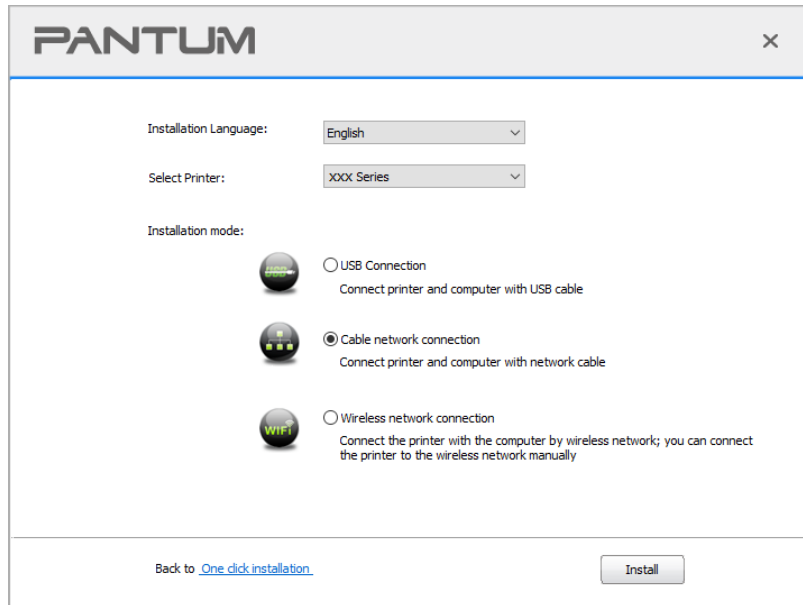 PANTUM
Installation Language:
English
Select Printer:
XXX Series
Installation mode:
USB
USB Connection
Connect printer and computer with USB cable
Cable network connection
Connect printer and computer with network cable
WIFI
Wireless network connection
Connect the printer with the computer by wireless network; you can connect
the printer to the wireless network manually
Back to One click installation
Install